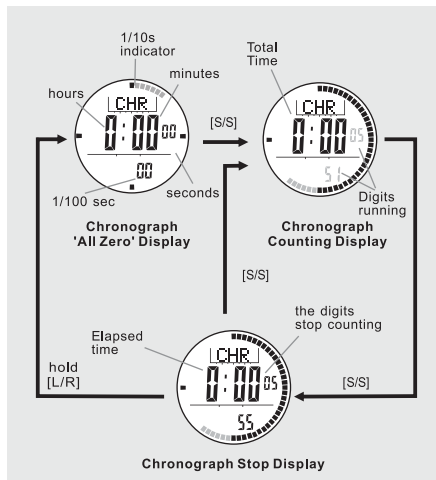 1/10s
indicator
minutes
hours
CHR
0:00 00
00
1/100 sec
seconds
Chronograph
'All Zero' Display
[S/S]
Total
Time
CHR
0:00 05
51
Digits
running
Chronograph
Counting Display
[S/S]
Elapsed
time
the digits
stop counting
CHR
0:00 05
55
hold
[L/R]
[S/S]
Chronograph Stop Display